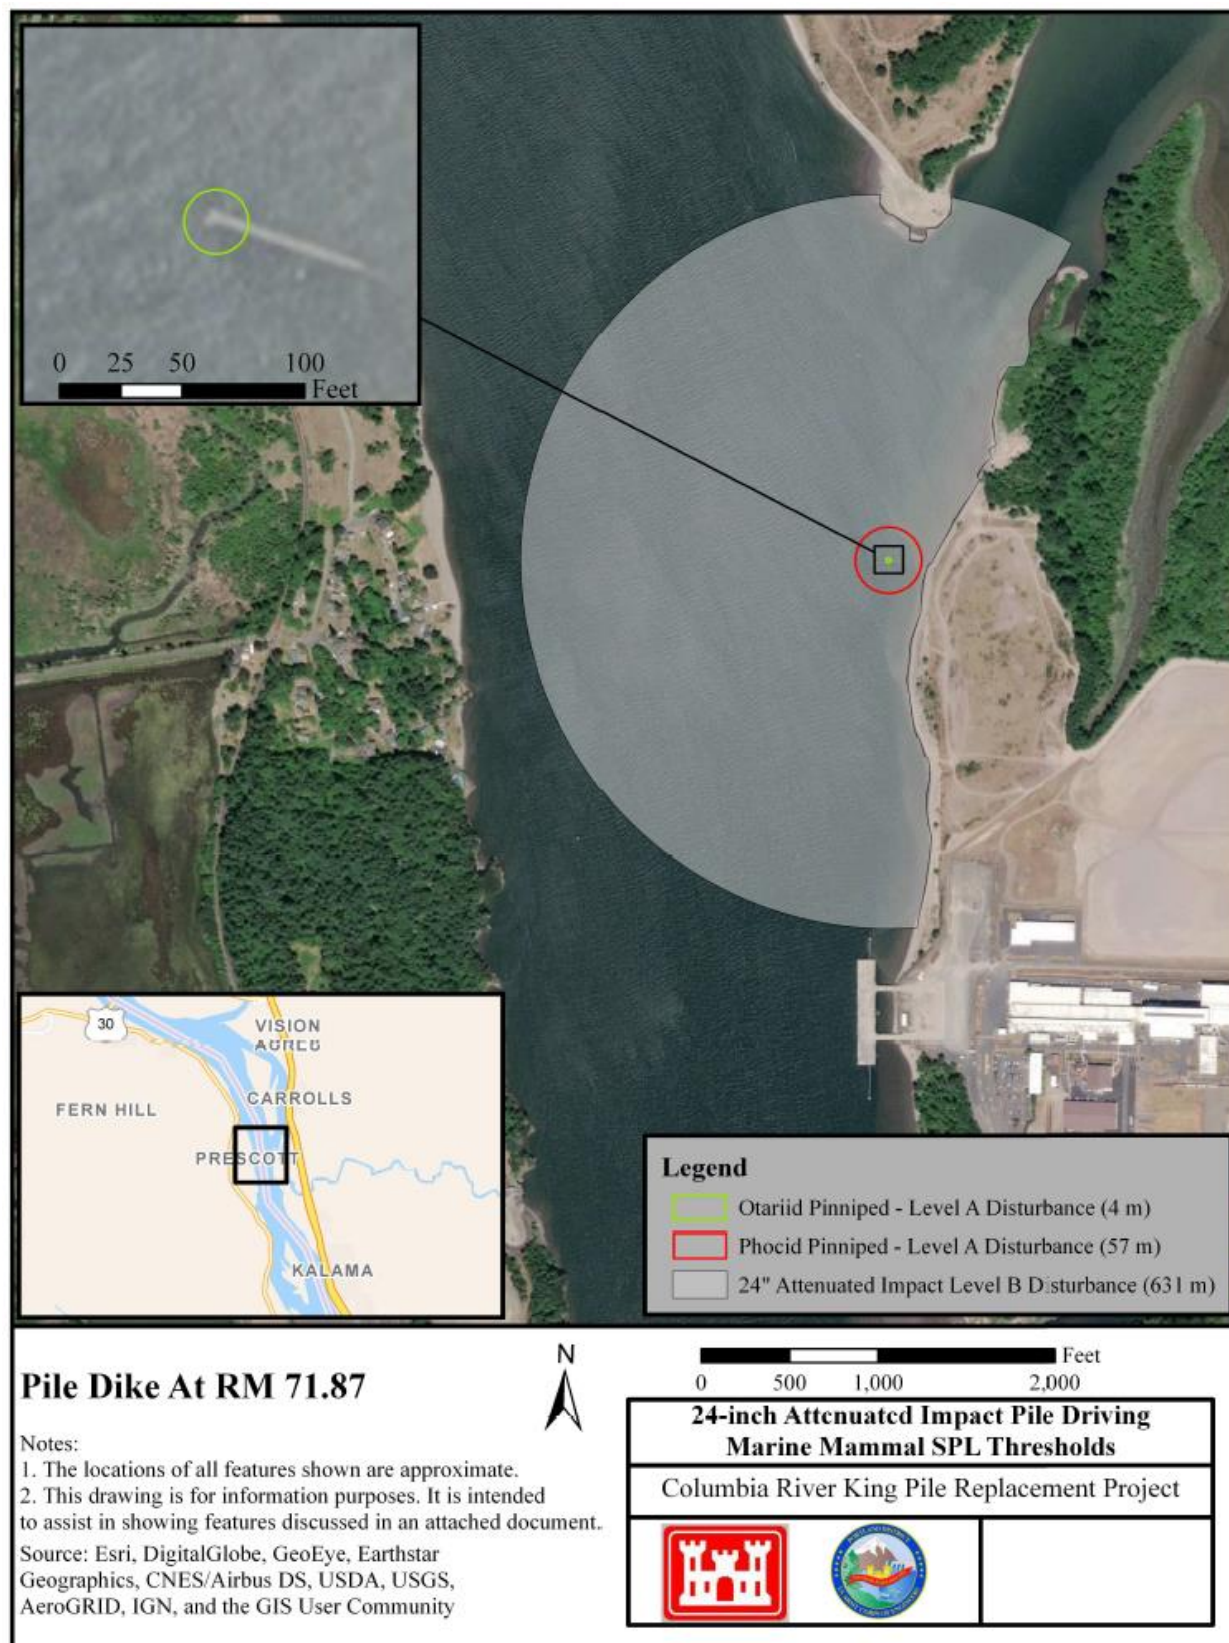 0 25 50 100
Feet
30
VISION
FERN HILL
CARROLLS
PRESCOTT
KALAMA
Legend
Otariid Pinniped - Level A Disturbance (4 m)
Phocid Pinniped - Level A Disturbance (57 m)
24" Attenuated Impact Level B Disturbance (631 m)
Pile Dike At RM 71.87
N
Feet
0 500 1,000 2,000
Notes:
1. The locations of all features shown are approximate.
2. This drawing is for information purposes. It is intended
to assist in showing features discussed in an attached document.
Source: Esri, DigitalGlobe, GeoEye, Earthstar
Geographics, CNES/Airbus DS, USDA, USGS,
AeroGRID, IGN, and the GIS User Community
24-inch Attenuated Impact Pile Driving
Marine Mammal SPL Thresholds
Columbia River King Pile Replacement Project